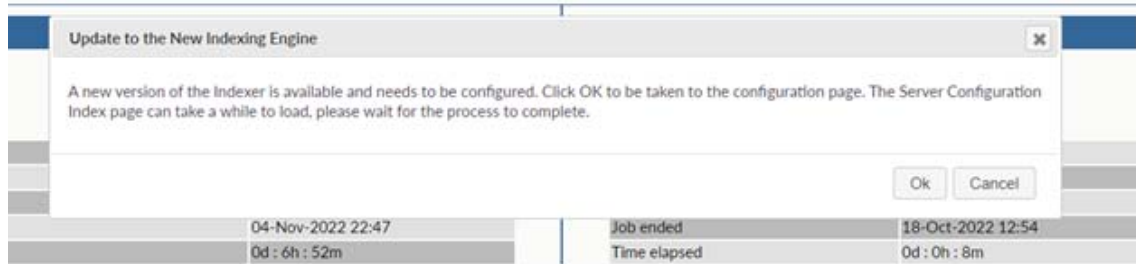 Update to the New Indexing Engine
A new version of the Indexer is available and needs to be configured. Click OK to be taken to the configuration page. The Server Configuration
Index page can take a while to load, please wait for the process to complete.
Ok Cancel
04-Nov-2022 22:47 Job ended 18-Oct-2022 12:54
0d : 6h : 52m Time elapsed 0d : 0h : 8m